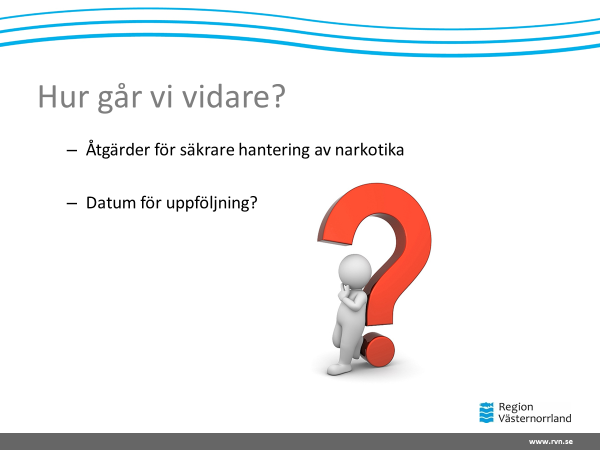 Hur går vi vidare?
– Åtgärder för säkrare hantering av narkotika
– Datum för uppföljning?
Region
Västernorrland
www.rvn.se